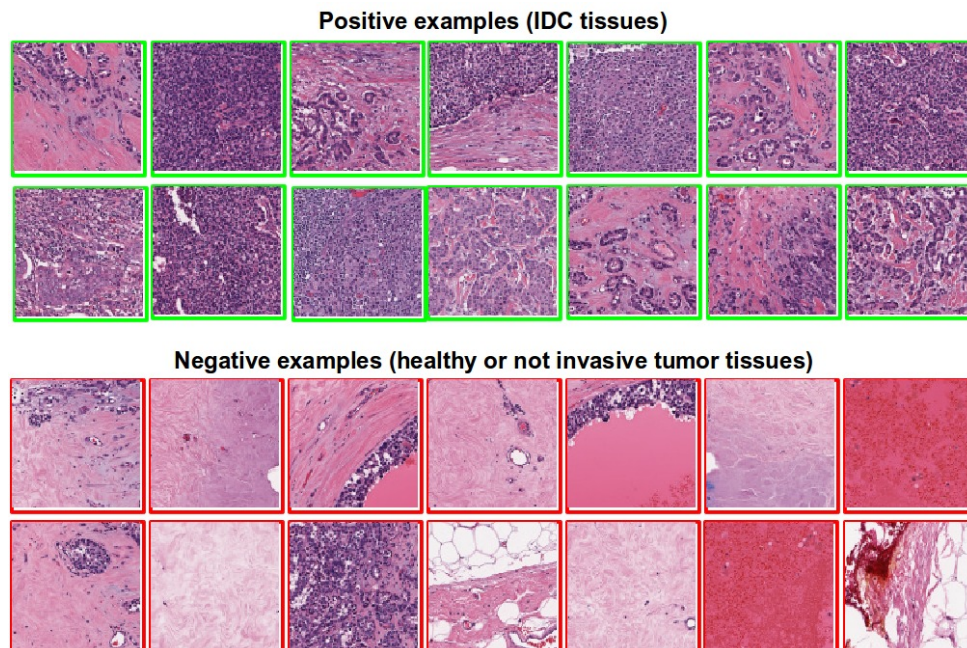 Positive examples (IDC tissues)
Negative examples (healthy or not invasive tumor tissues)